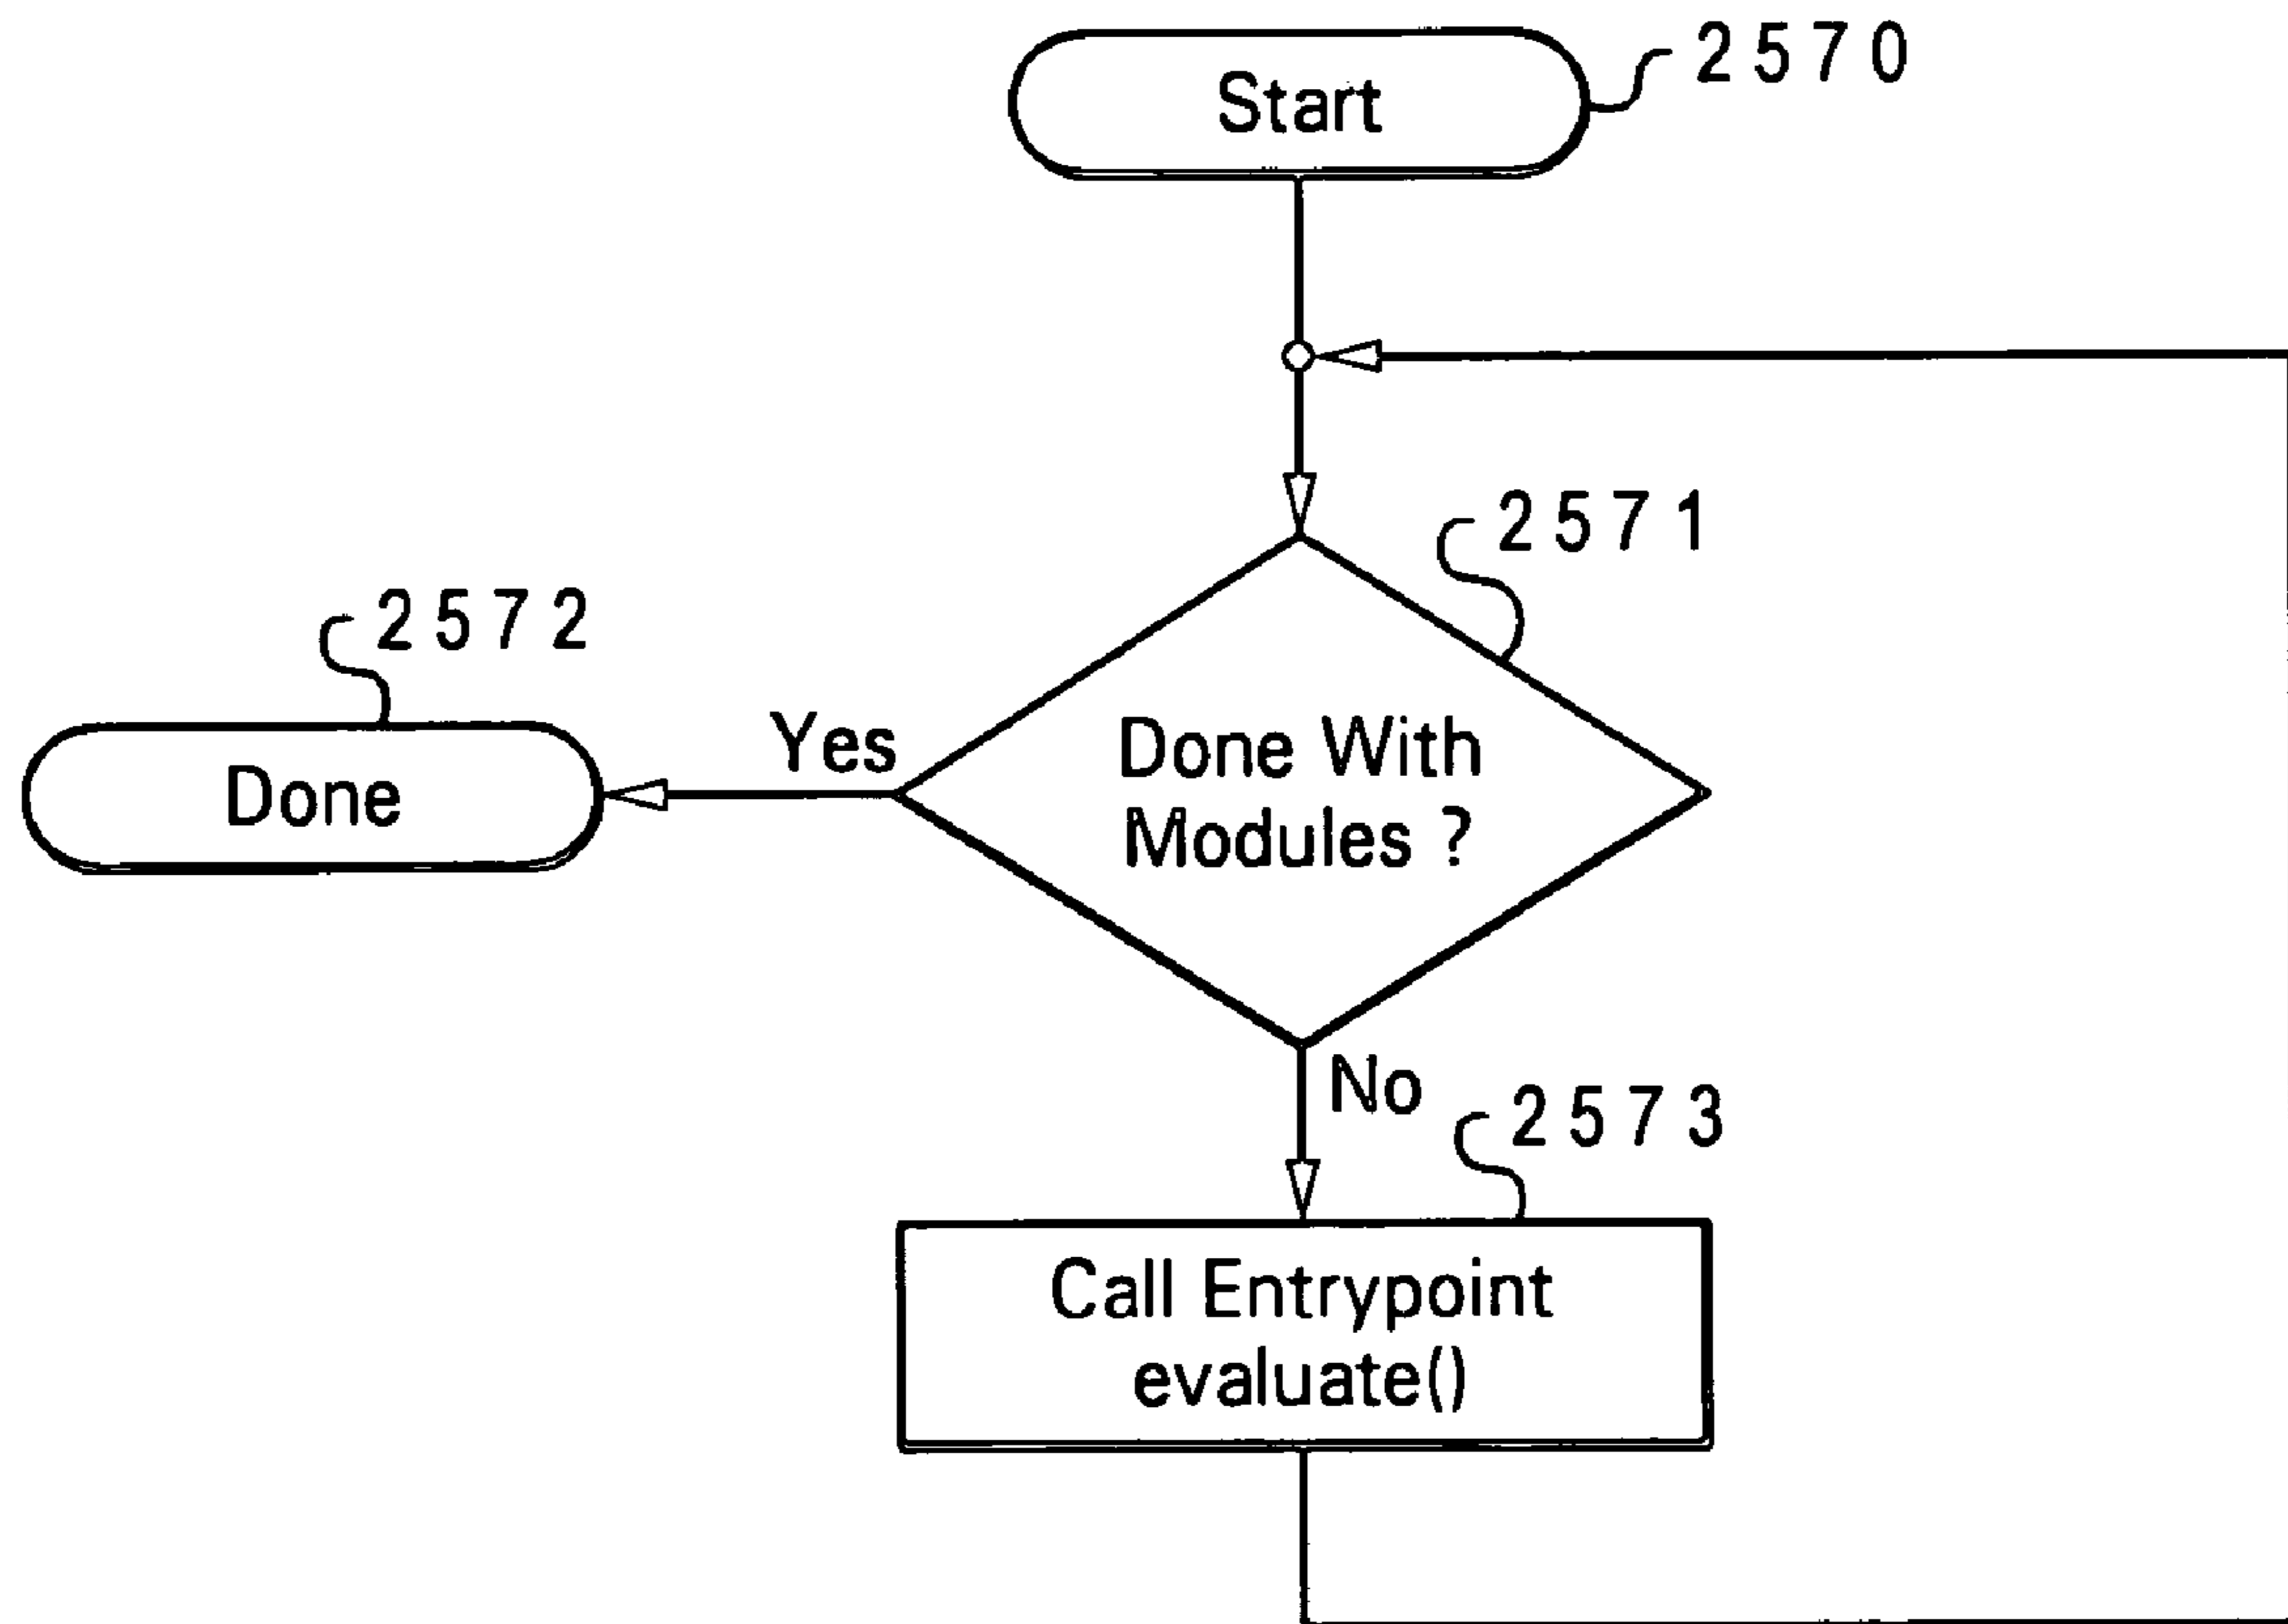 Start
2570
2571
2572
Yes
Done With
Modules ?
Done
No
2573
Call Entrypoint
evaluate()